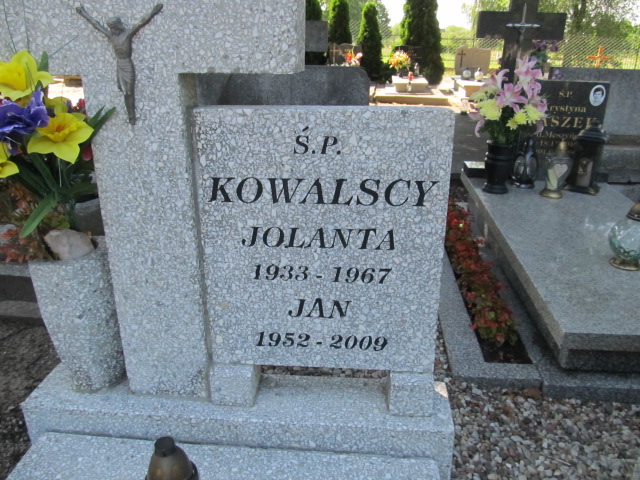 Ś.P.
KOWALSCY
JOLANTA
1933 - 1967
JAN
1952 - 2009
Ś.P.